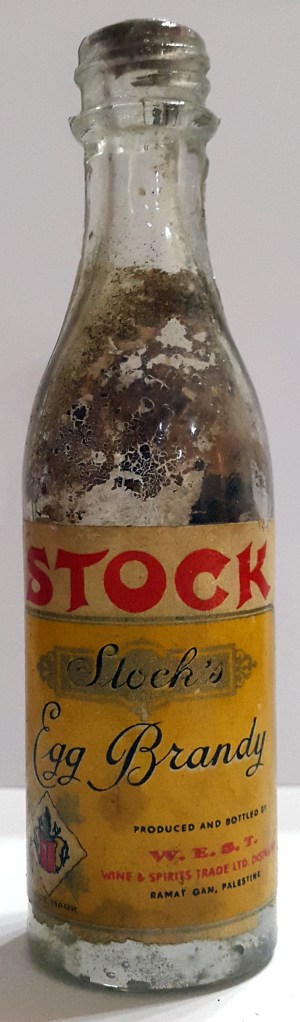 STOCK
Stock's
Egg Brandy
PRODUCED AND BOTTLED BY
W. E. S. T.
WINE & SPIRITS TRADE LTD.
RAMAT GAN, PALESTINE